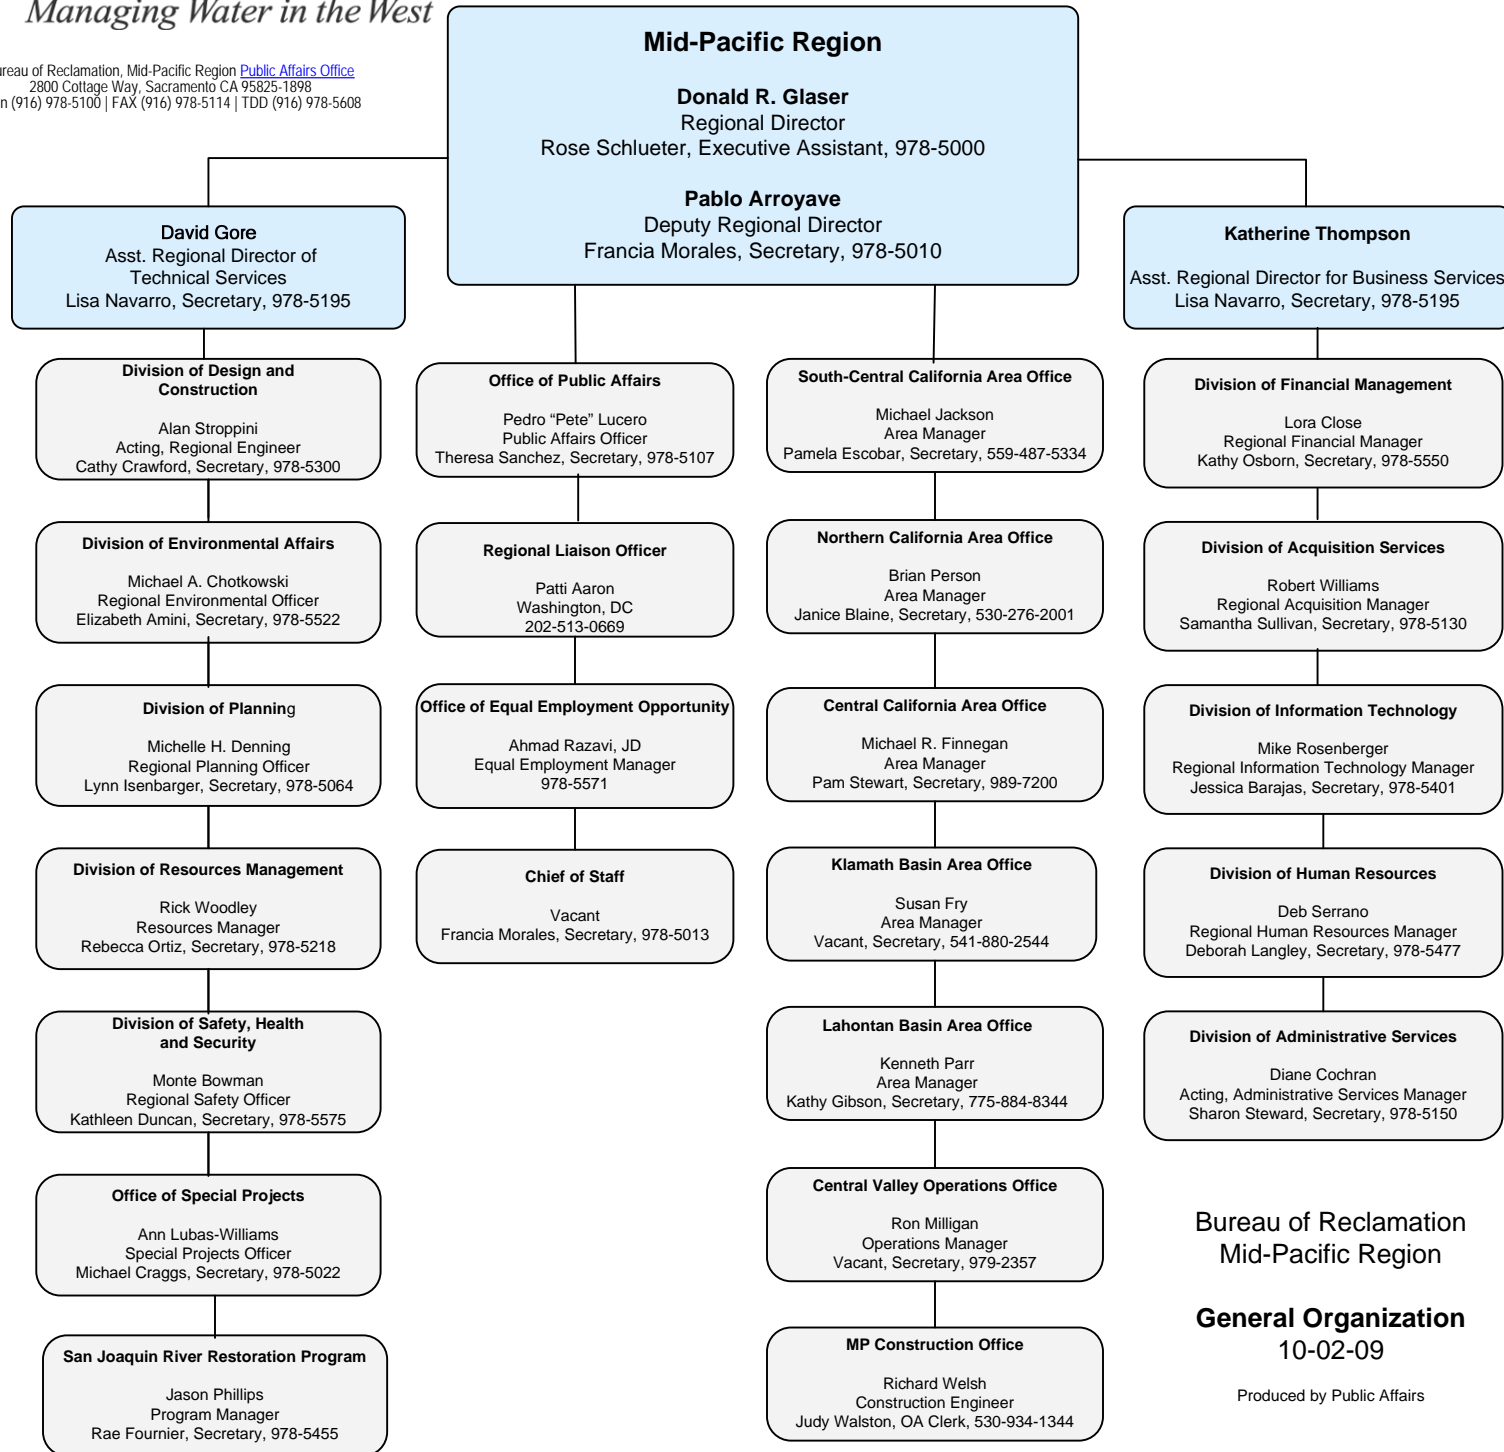 Managing Water in the West
Bureau of Reclamation, Mid-Pacific Region Public Affairs Office
2800 Cottage Way, Sacramento CA 95825-1898
n (916) 978-5100 | FAX (916) 978-5114 | TDD (916) 978-5608
Mid-Pacific Region
Donald R. Glaser
Regional Director
Rose Schlueter, Executive Assistant, 978-5000
Pablo Arroyave
Deputy Regional Director
Francia Morales, Secretary, 978-5010
David Gore
Asst. Regional Director of
Technical Services
Lisa Navarro, Secretary, 978-5195
Katherine Thompson
Asst. Regional Director for Business Services
Lisa Navarro, Secretary, 978-5195
Division of Design and
Construction
Alan Stroppini
Acting, Regional Engineer
Cathy Crawford, Secretary, 978-5300
Division of Environmental Affairs
Michael A. Chotkowski
Regional Environmental Officer
Elizabeth Amini, Secretary, 978-5522
Division of Planning
Michelle H. Denning
Regional Planning Officer
Lynn Isenbarger, Secretary, 978-5064
Division of Resources Management
Rick Woodley
Resources Manager
Rebecca Ortiz, Secretary, 978-5218
Division of Safety, Health
and Security
Monte Bowman
Regional Safety Officer
Kathleen Duncan, Secretary, 978-5575
Office of Special Projects
Ann Lubas-Williams
Special Projects Officer
Michael Craggs, Secretary, 978-5022
San Joaquin River Restoration Program
Jason Phillips
Program Manager
Rae Fournier, Secretary, 978-5455
Office of Public Affairs
Pedro “Pete” Lucero
Public Affairs Officer
Theresa Sanchez, Secretary, 978-5107
Regional Liaison Officer
Patti Aaron
Washington, DC
202-513-0669
Office of Equal Employment Opportunity
Ahmad Razavi, JD
Equal Employment Manager
978-5571
Chief of Staff
Vacant
Francia Morales, Secretary, 978-5013
South-Central California Area Office
Michael Jackson
Area Manager
Pamela Escobar, Secretary, 559-487-5334
Northern California Area Office
Brian Person
Area Manager
Janice Blaine, Secretary, 530-276-2001
Central California Area Office
Michael R. Finnegan
Area Manager
Pam Stewart, Secretary, 989-7200
Klamath Basin Area Office
Susan Fry
Area Manager
Vacant, Secretary, 541-880-2544
Lahontan Basin Area Office
Kenneth Parr
Area Manager
Kathy Gibson, Secretary, 775-884-8344
Central Valley Operations Office
Ron Milligan
Operations Manager
Vacant, Secretary, 979-2357
MP Construction Office
Richard Welsh
Construction Engineer
Judy Walston, OA Clerk, 530-934-1344
Division of Financial Management
Lora Close
Regional Financial Manager
Kathy Osborn, Secretary, 978-5550
Division of Acquisition Services
Robert Williams
Regional Acquisition Manager
Samantha Sullivan, Secretary, 978-5130
Division of Information Technology
Mike Rosenberger
Regional Information Technology Manager
Jessica Barajas, Secretary, 978-5401
Division of Human Resources
Deb Serrano
Regional Human Resources Manager
Deborah Langley, Secretary, 978-5477
Division of Administrative Services
Diane Cochran
Acting, Administrative Services Manager
Sharon Steward, Secretary, 978-5150
Bureau of Reclamation
Mid-Pacific Region
General Organization
10-02-09
Produced by Public Affairs